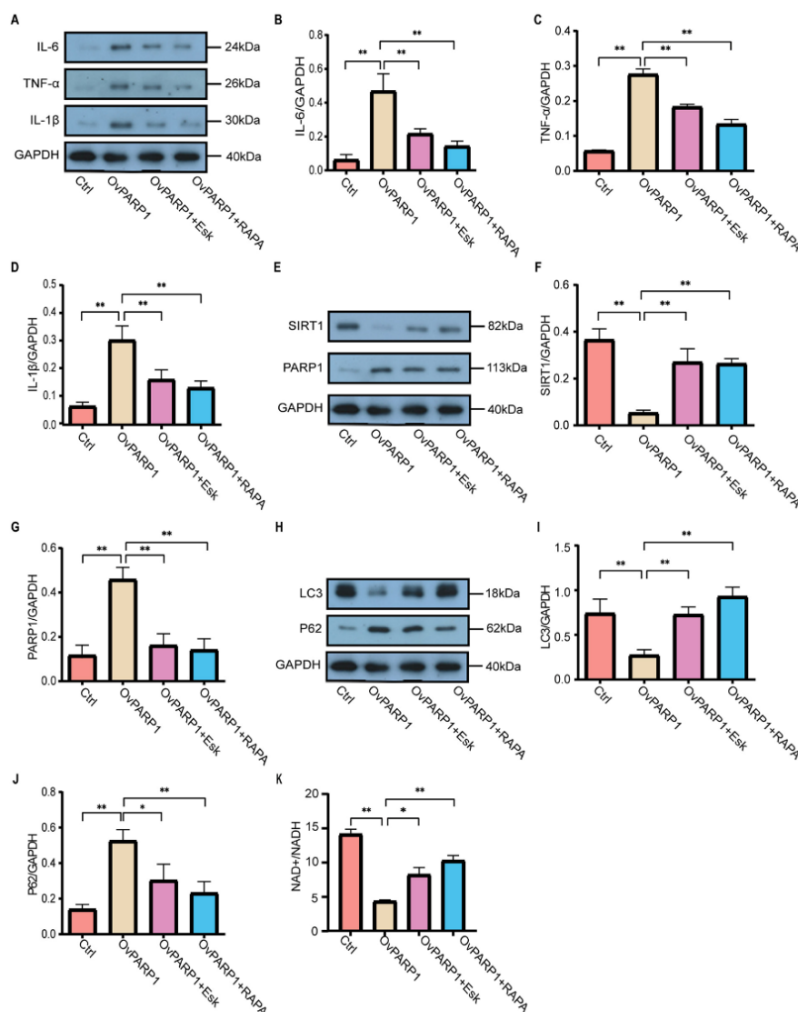 A
IL-6
24kDa
TNF-α
26kDa
IL-1β
30kDa
GAPDH
40kDa
Ctrl
OvPARP1
OvPARP1+Esk
OvPARP1+RAPA
B
IL-6/GAPDH
0.8
0.6
0.4
0.2
0.0
**
**
**
Ctrl
OvPARP1
OvPARP1+Esk
OvPARP1+RAPA
C
TNF-α/GAPDH
0.4
0.3
0.2
0.1
0.0
**
**
**
Ctrl
OvPARP1
OvPARP1+Esk
OvPARP1+RAPA
D
IL-1β/GAPDH
0.5
0.4
0.3
0.2
0.1
0.0
**
**
**
Ctrl
OvPARP1
OvPARP1+Esk
OvPARP1+RAPA
E
SIRT1
82kDa
PARP1
113kDa
GAPDH
40kDa
Ctrl
OvPARP1
OvPARP1+Esk
OvPARP1+RAPA
F
SIRT1/GAPDH
0.6
0.4
0.2
0.0
**
**
**
Ctrl
OvPARP1
OvPARP1+Esk
OvPARP1+RAPA
G
PARP1/GAPDH
0.6
0.4
0.2
0.0
**
**
**
Ctrl
OvPARP1
OvPARP1+Esk
OvPARP1+RAPA
H
LC3
18kDa
P62
62kDa
GAPDH
40kDa
Ctrl
OvPARP1
OvPARP1+Esk
OvPARP1+RAPA
I
LC3/GAPDH
1.5
1.0
0.5
0.0
**
**
**
Ctrl
OvPARP1
OvPARP1+Esk
OvPARP1+RAPA
J
P62/GAPDH
0.8
0.6
0.4
0.2
0.0
**
*
**
Ctrl
OvPARP1
OvPARP1+Esk
OvPARP1+RAPA
K
NAD+/NADH
20
15
10
5
0
**
*
**
Ctrl
OvPARP1
OvPARP1+Esk
OvPARP1+RAPA